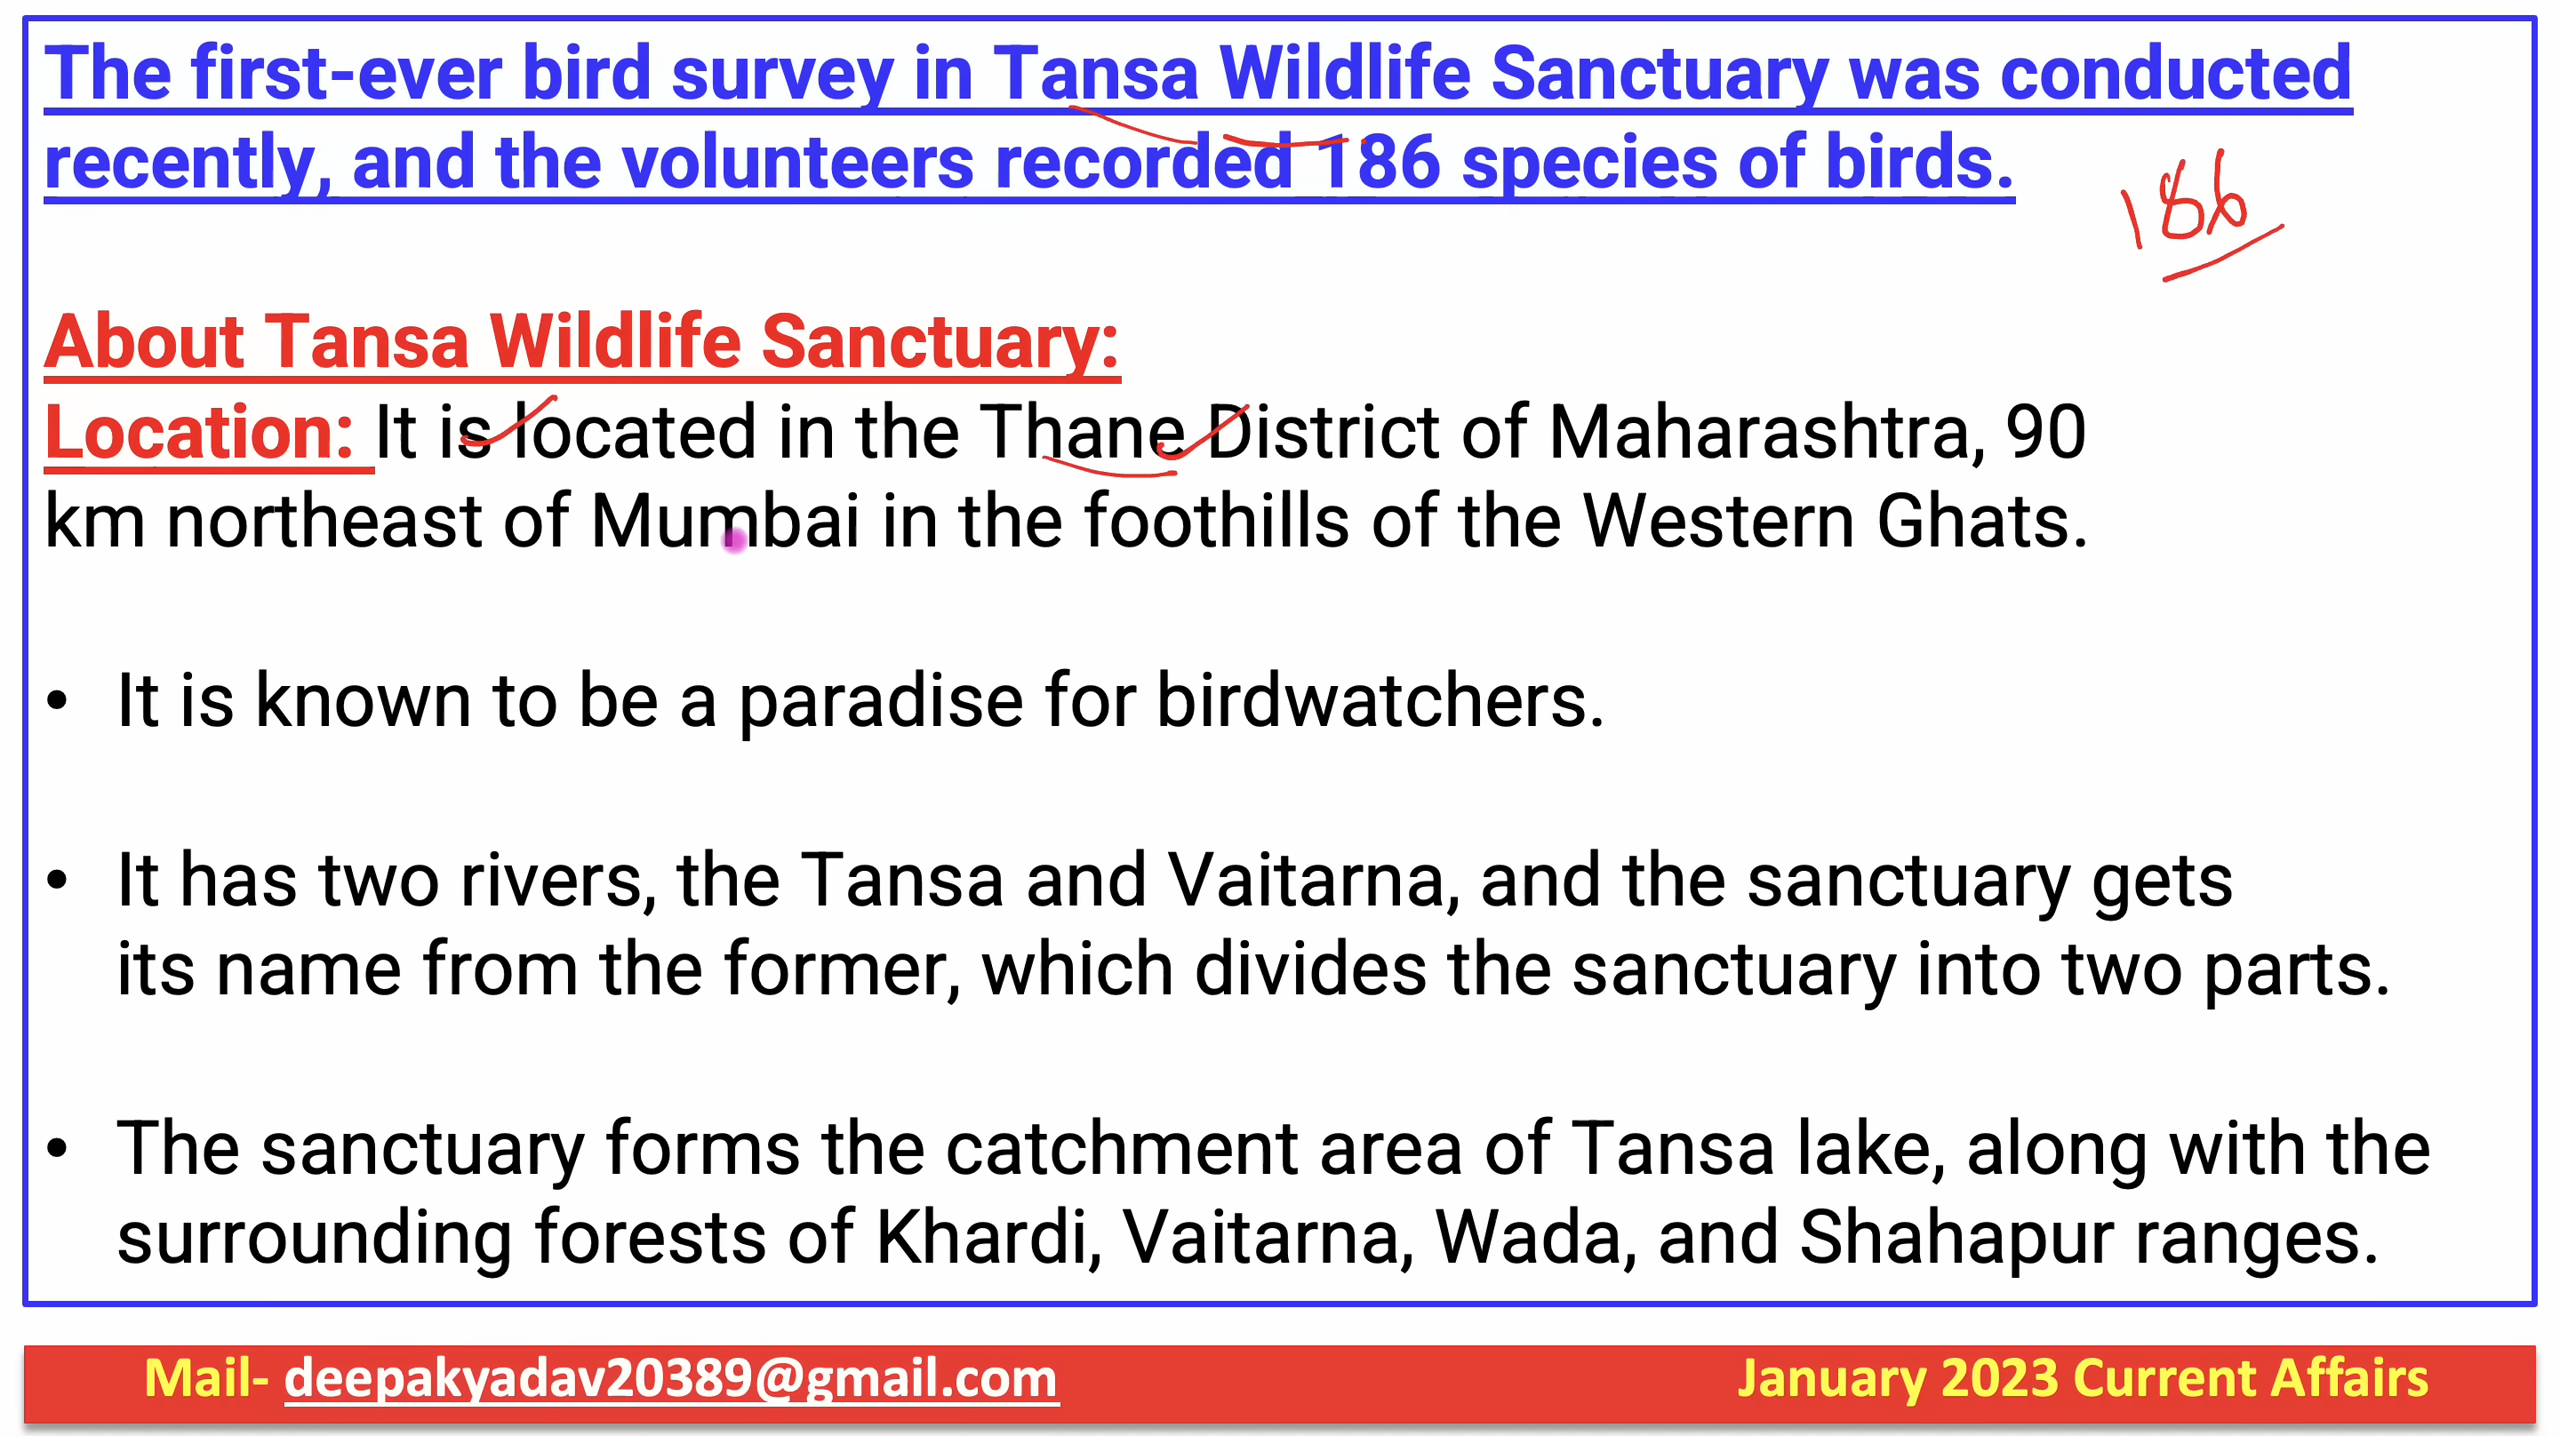 The first-ever bird survey in Tansa Wildlife Sanctuary was conducted
recently, and the volunteers recorded 186 species of birds.
186
About Tansa Wildlife Sanctuary:
Location: It is located in the Thane District of Maharashtra, 90
km northeast of Mumbai in the foothills of the Western Ghats.
• It is known to be a paradise for birdwatchers.
• It has two rivers, the Tansa and Vaitarna, and the sanctuary gets
its name from the former, which divides the sanctuary into two parts.
• The sanctuary forms the catchment area of Tansa lake, along with the
surrounding forests of Khardi, Vaitarna, Wada, and Shahapur ranges.
Mail- deepakyadav20389@gmail.com
January 2023 Current Affairs